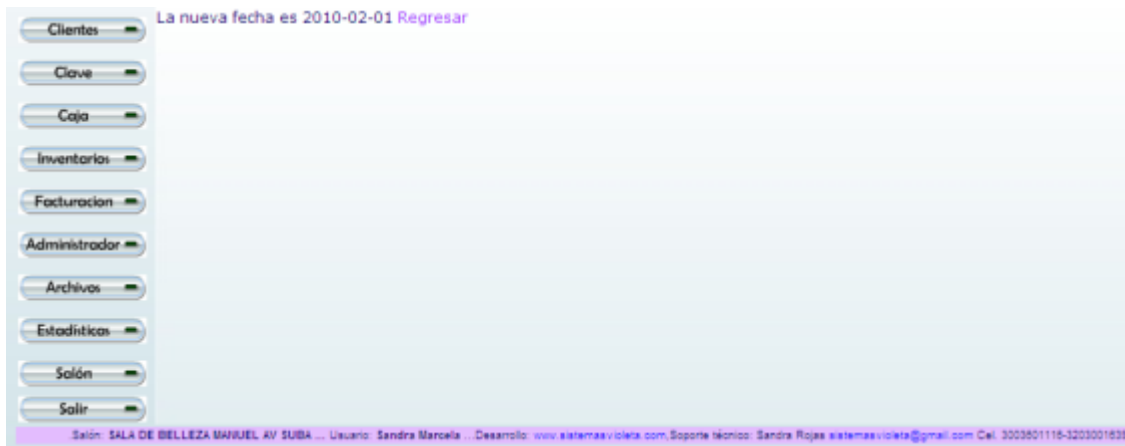 La nueva fecha es 2010-02-01 Regresar
Clientes
Clave
Caja
Inventarios
Facturacion
Administrador
Archivos
Estadísticas
Salón
Salir
Salón: SALA DE BELLEZA MANUEL AV SUBA ... Usuario: Sandra Marcela ...Desarrollo: www.sistemasvioleta.com,Soporte técnico: Sandra Rojas sistemasvioleta@gmail.com Cel.